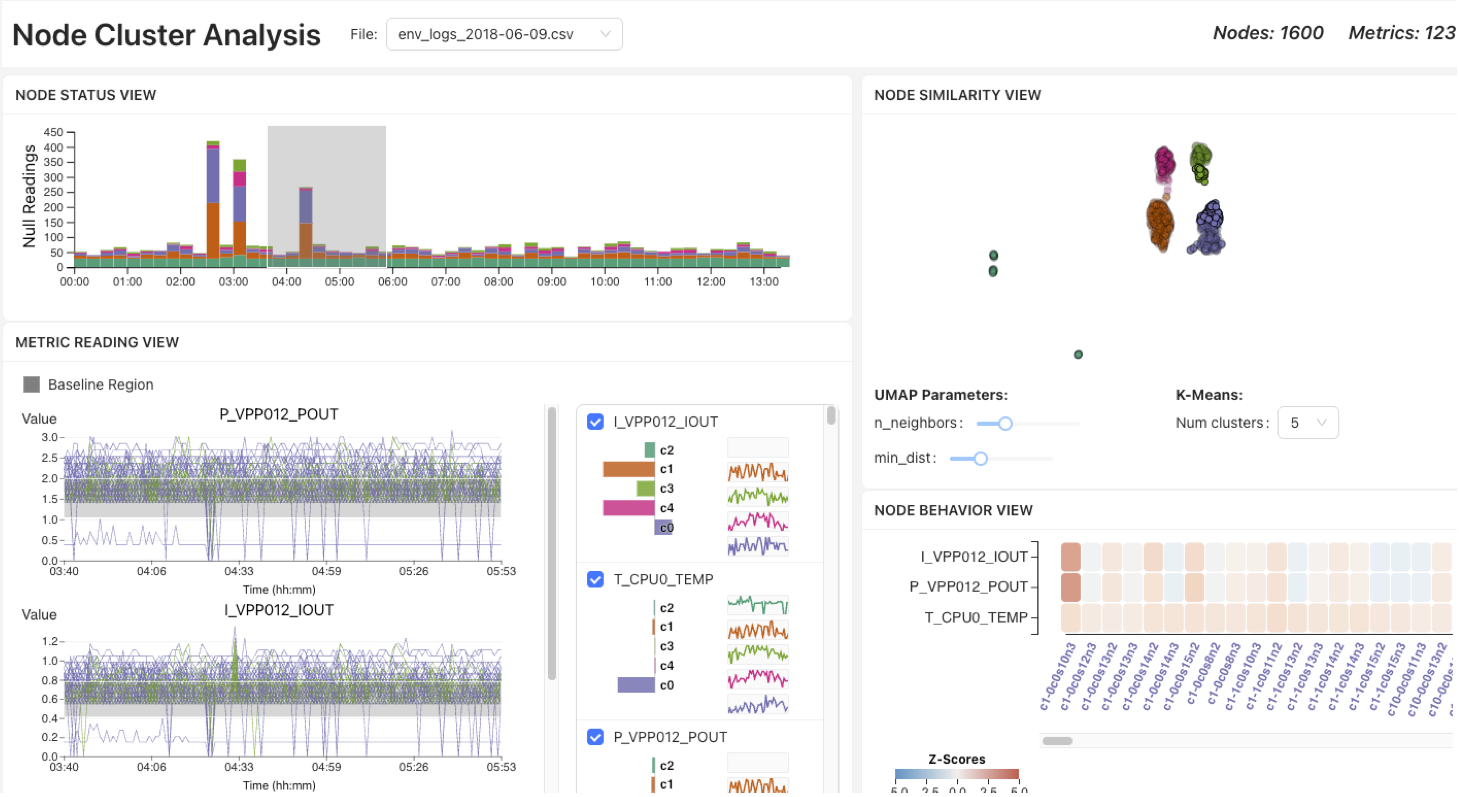 Node Cluster Analysis
File: env_logs_2018-06-09.csv
Nodes: 1600 Metrics: 123
NODE STATUS VIEW
Null Readings
450
400
350
300
250
200
150
100
50
0
00:00 01:00 02:00 03:00 04:00 05:00 06:00 07:00 08:00 09:00 10:00 11:00 12:00 13:00
METRIC READING VIEW
Baseline Region
Value
P_VPP012_POUT
3.0
2.5
2.0
1.5
1.0
0.5
0.0
03:40 04:06 04:33 04:59 05:26 05:53
Time (hh:mm)
Value
I_VPP012_IOUT
1.2
1.0
0.8
0.6
0.4
0.2
0.0
03:40 04:06 04:33 04:59 05:26 05:53
Time (hh:mm)
I_VPP012_IOUT
c2
c1
c3
c4
c0
T_CPU0_TEMP
c2
c1
c3
c4
c0
P_VPP012_POUT
c2
c1
NODE SIMILARITY VIEW
UMAP Parameters:
n_neighbors:
min_dist:
K-Means:
Num clusters: 5
NODE BEHAVIOR VIEW
I_VPP012_IOUT
P_VPP012_POUT
T_CPU0_TEMP
c1-0c0s10n3
c1-0c0s12n3
c1-0c0s13n2
c1-0c0s13n3
c1-0c0s14n2
c1-0c0s14n3
c1-0c0s15n2
c1-0c0s8n2
c1-0c0s8n3
c1-1c0s10n3
c1-1c0s11n2
c1-1c0s13n2
c1-1c0s13n3
c1-1c0s14n2
c1-1c0s14n3
c1-1c0s15n2
c1-1c0s15n3
c10-0c0s11n3
c10-0c0s13n2
Z-Scores
5.0 2.5 0.0 2.5 5.0